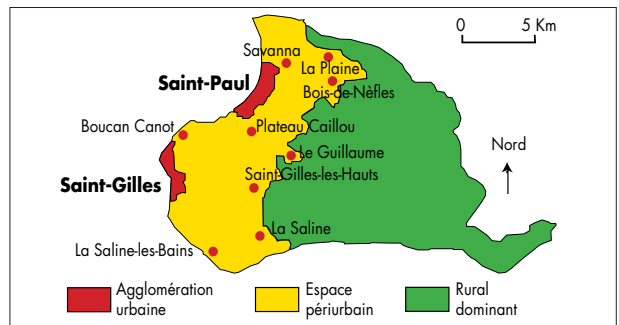 0 5 Km
Savanna
La Plaine
Saint-Paul
Bois-de-Nèfles
Boucan Canot
Plateau Caillou
Nord
Le Guillaume
Saint-Gilles
Saint-Gilles-les-Hauts
La Saline
La Saline-les-Bains
Agglomération
urbaine
Espace
périurbain
Rural
dominant